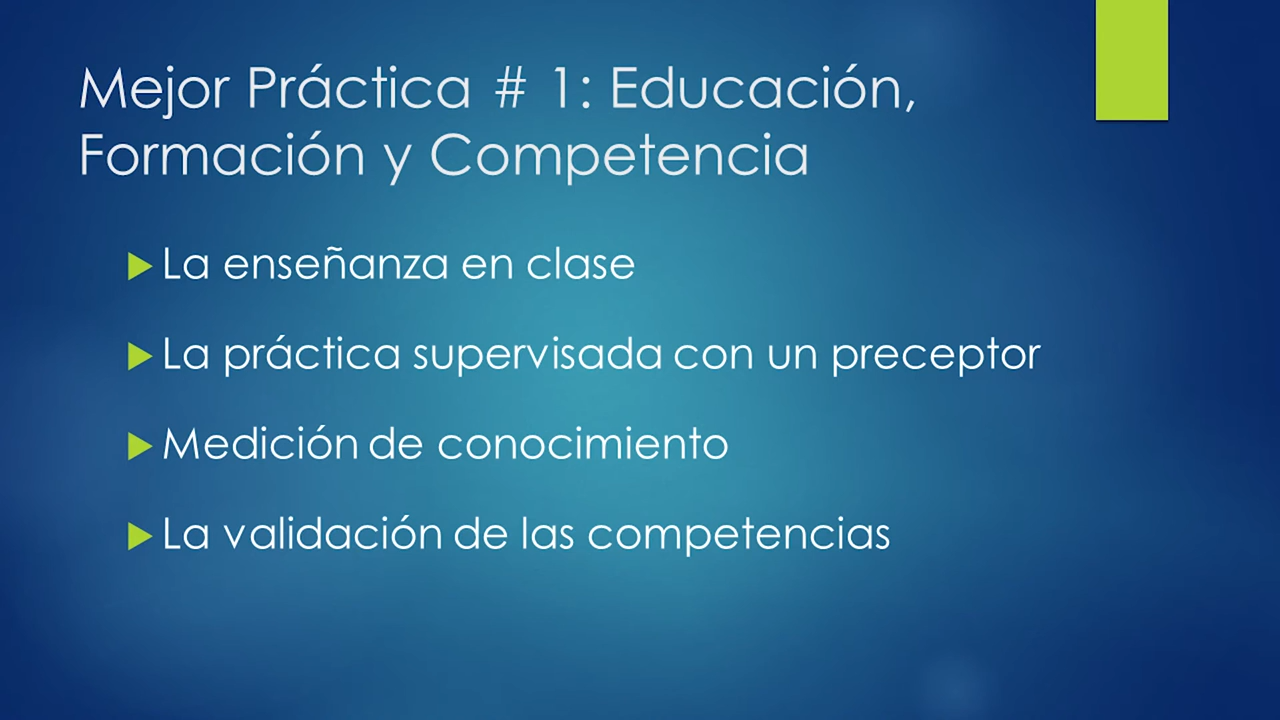 Mejor Práctica # 1: Educación,
Formación y Competencia
La enseñanza en clase
La práctica supervisada con un preceptor
Medición de conocimiento
La validación de las competencias